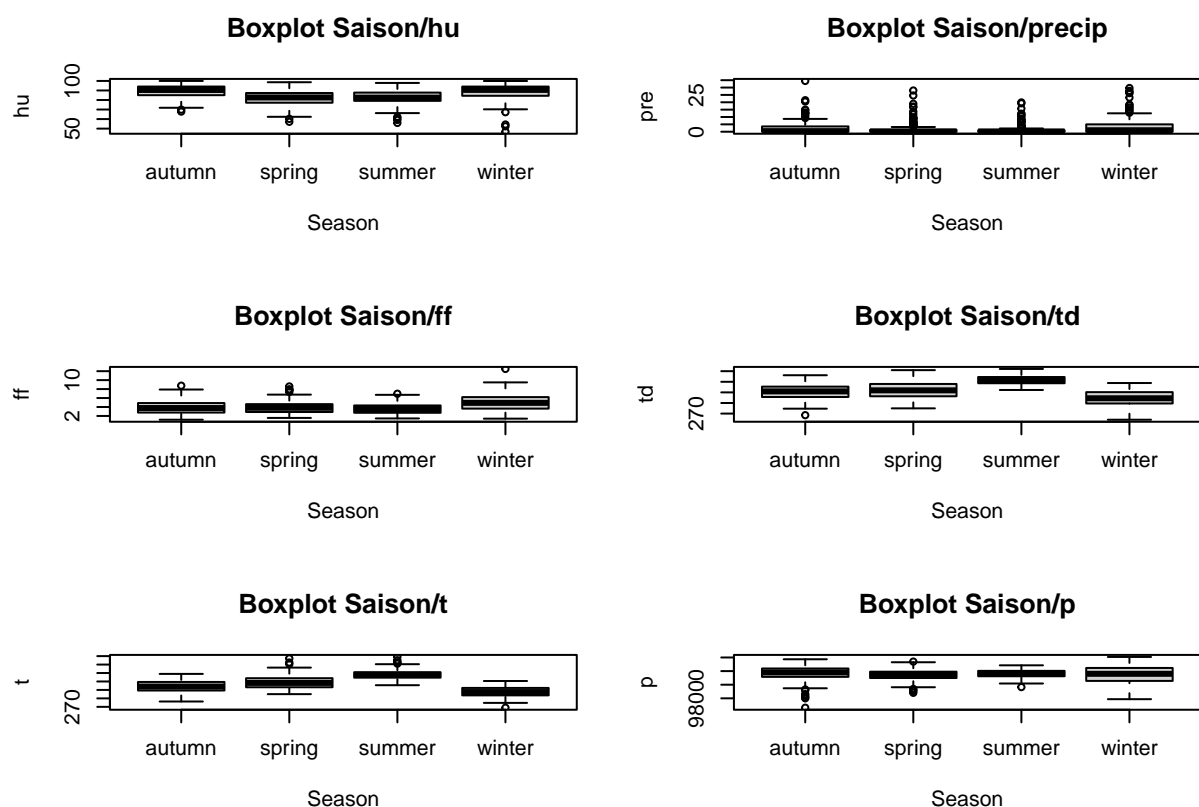 Boxplot Saison/hu
hu
50
100
autumn spring summer winter
Season
Boxplot Saison/precip
pre
0
25
autumn spring summer winter
Season
Boxplot Saison/ff
ff
2
10
autumn spring summer winter
Season
Boxplot Saison/td
td
270
autumn spring summer winter
Season
Boxplot Saison/t
t
270
autumn spring summer winter
Season
Boxplot Saison/p
p
98000
autumn spring summer winter
Season